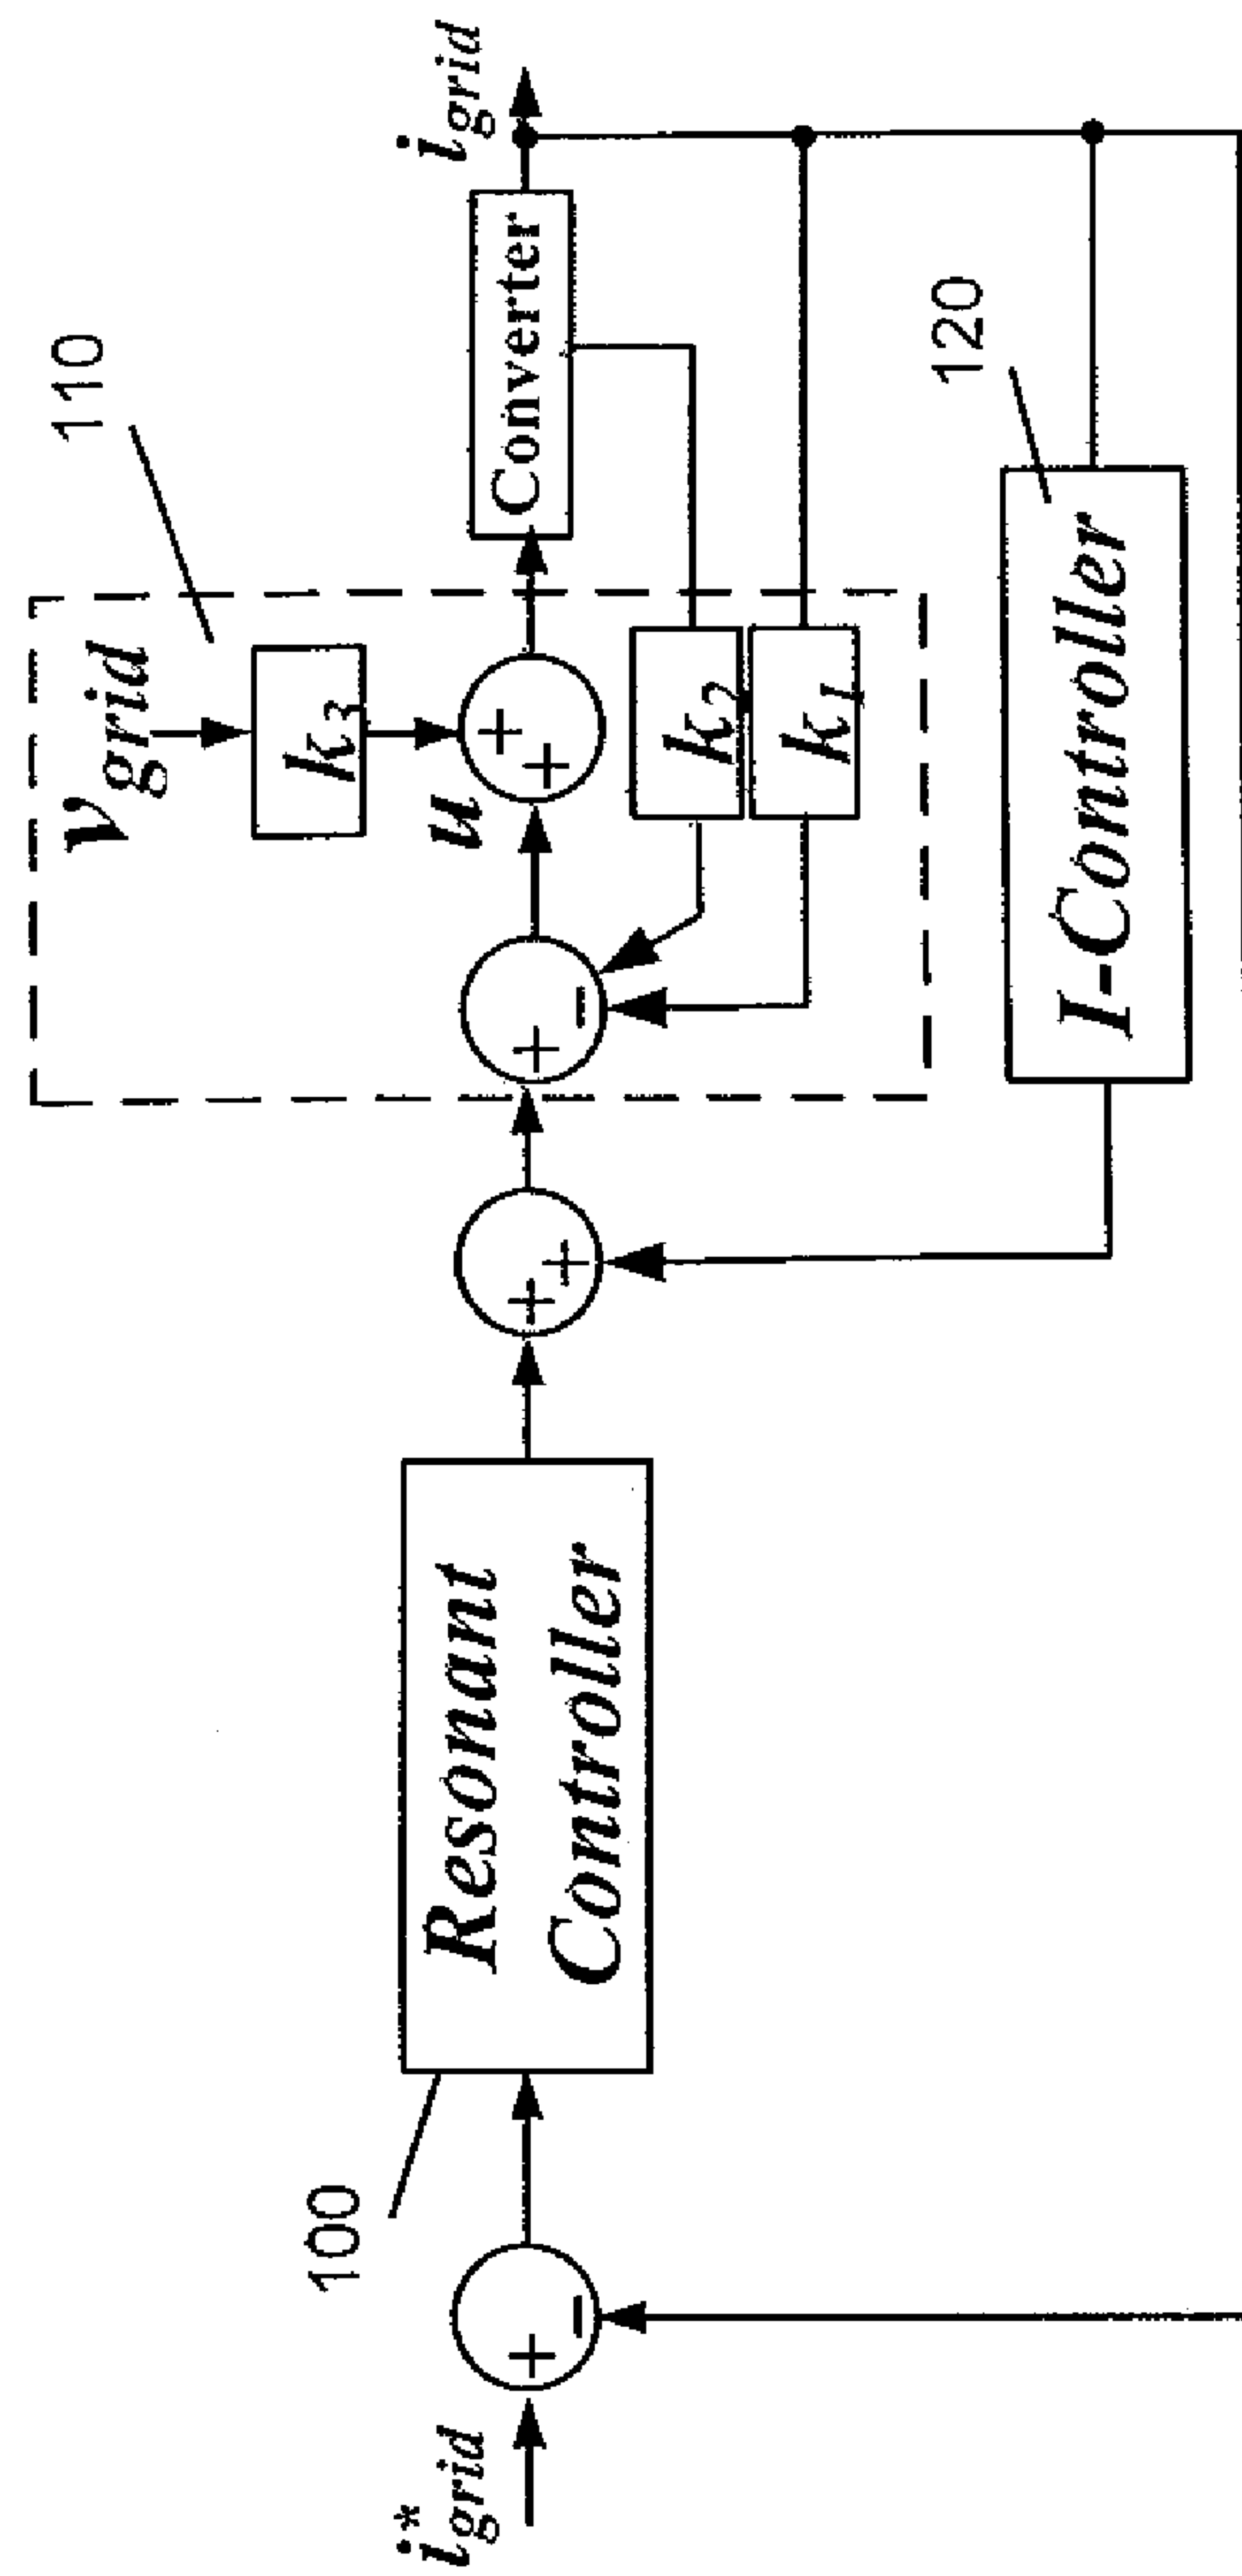 110
v_grid
k_3
u
i_grid
Converter
k_2
k_1
120
I-Controller
100
Resonant
Controller
i*_grid
+
-
+
+
+
-
+
+